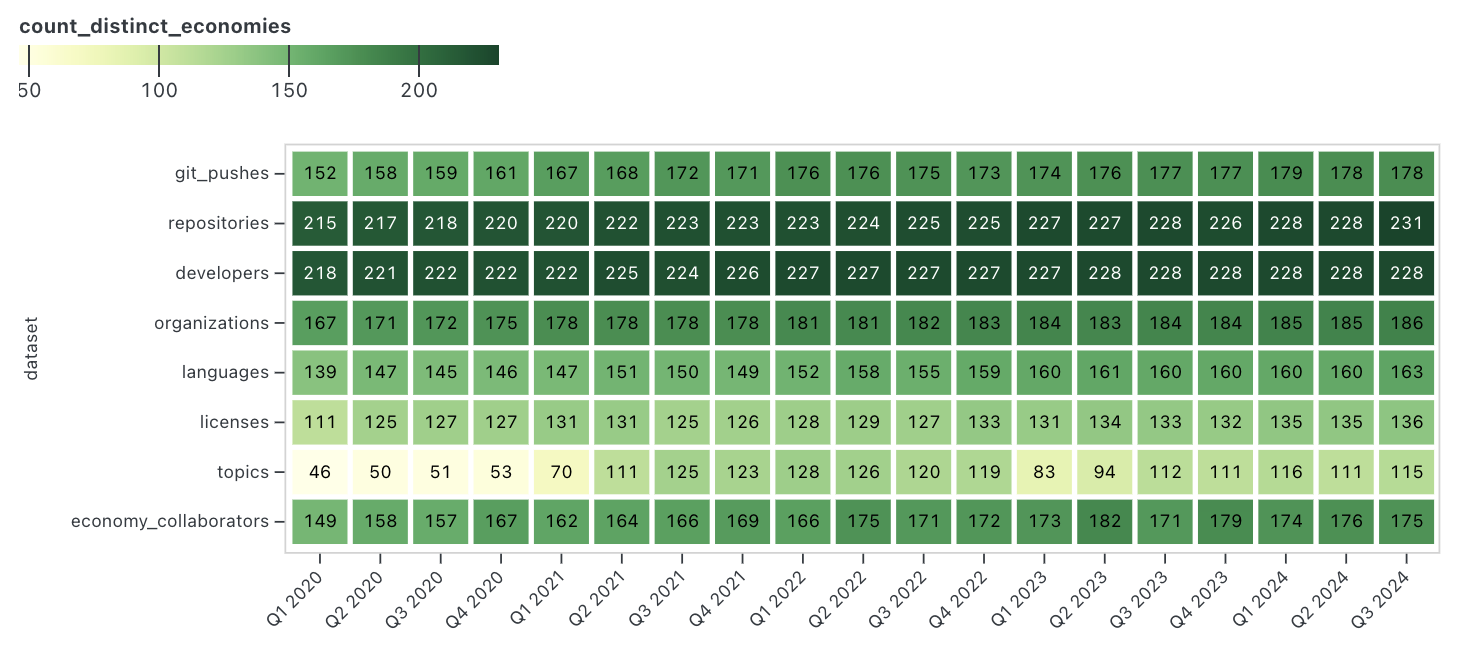 count_distinct_economies
50 100 150 200
dataset
git_pushes 152 158 159 161 167 168 172 171 176 176 175 173 174 176 177 177 179 178 178
repositories 215 217 218 220 220 222 223 223 223 224 225 225 227 227 228 226 228 228 231
developers 218 221 222 222 222 225 224 226 227 227 227 227 227 228 228 228 228 228 228
organizations 167 171 172 175 178 178 178 178 181 181 182 183 184 183 184 184 185 185 186
languages 139 147 145 146 147 151 150 149 152 158 155 159 160 161 160 160 160 160 163
licenses 111 125 127 127 131 131 125 126 128 129 127 133 131 134 133 132 135 135 136
topics 46 50 51 53 70 111 125 123 128 126 120 119 83 94 112 111 116 111 115
economy_collaborators 149 158 157 167 162 164 166 169 166 175 171 172 173 182 171 179 174 176 175
Q1 2020 Q2 2020 Q3 2020 Q4 2020 Q1 2021 Q2 2021 Q3 2021 Q4 2021 Q1 2022 Q2 2022 Q3 2022 Q4 2022 Q1 2023 Q2 2023 Q3 2023 Q4 2023 Q1 2024 Q2 2024 Q3 2024